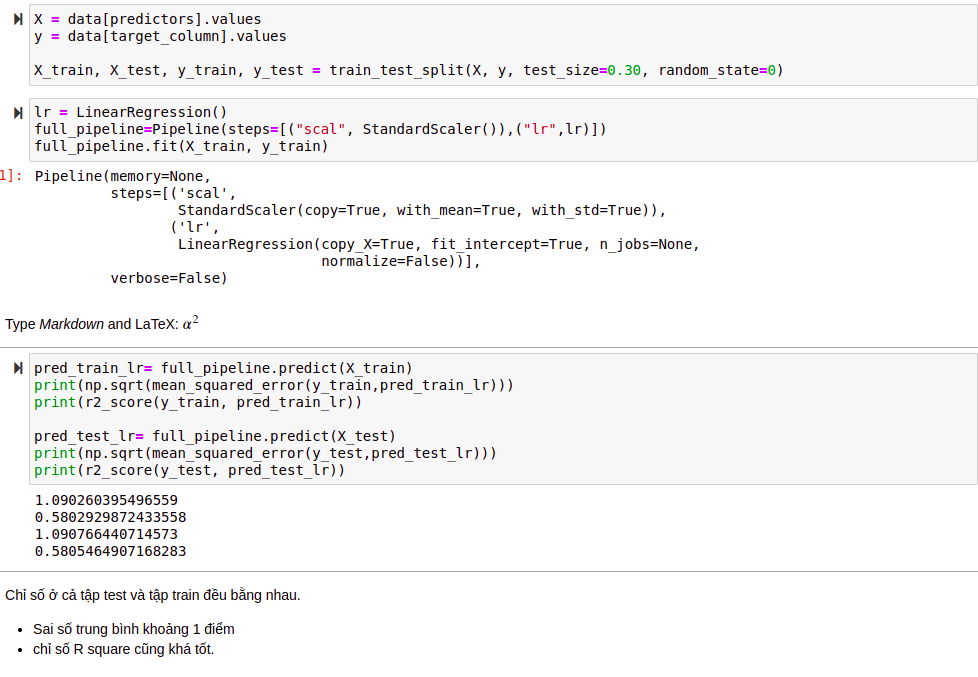 X = data[predictors].values
y = data[target_column].values
X_train, X_test, y_train, y_test = train_test_split(X, y, test_size=0.30, random_state=0)
lr = LinearRegression()
full_pipeline=Pipeline(steps=[("scal", StandardScaler()),("lr",lr)])
full_pipeline.fit(X_train, y_train)
1]: Pipeline(memory=None,
steps=[('scal',
StandardScaler(copy=True, with_mean=True, with_std=True)),
('lr',
LinearRegression(copy_X=True, fit_intercept=True, n_jobs=None,
normalize=False))],
verbose=False)
Type Markdown and LaTeX: α²
pred_train_lr= full_pipeline.predict(X_train)
print(np.sqrt(mean_squared_error(y_train,pred_train_lr)))
print(r2_score(y_train, pred_train_lr))
pred_test_lr= full_pipeline.predict(X_test)
print(np.sqrt(mean_squared_error(y_test,pred_test_lr)))
print(r2_score(y_test, pred_test_lr))
1.090260395496559
0.5802929872433558
1.090766440714573
0.5805464907168283
Chỉ số ở cả tập test và tập train đều bằng nhau.
• Sai số trung bình khoảng 1 điểm
• chỉ số R square cũng khá tốt.